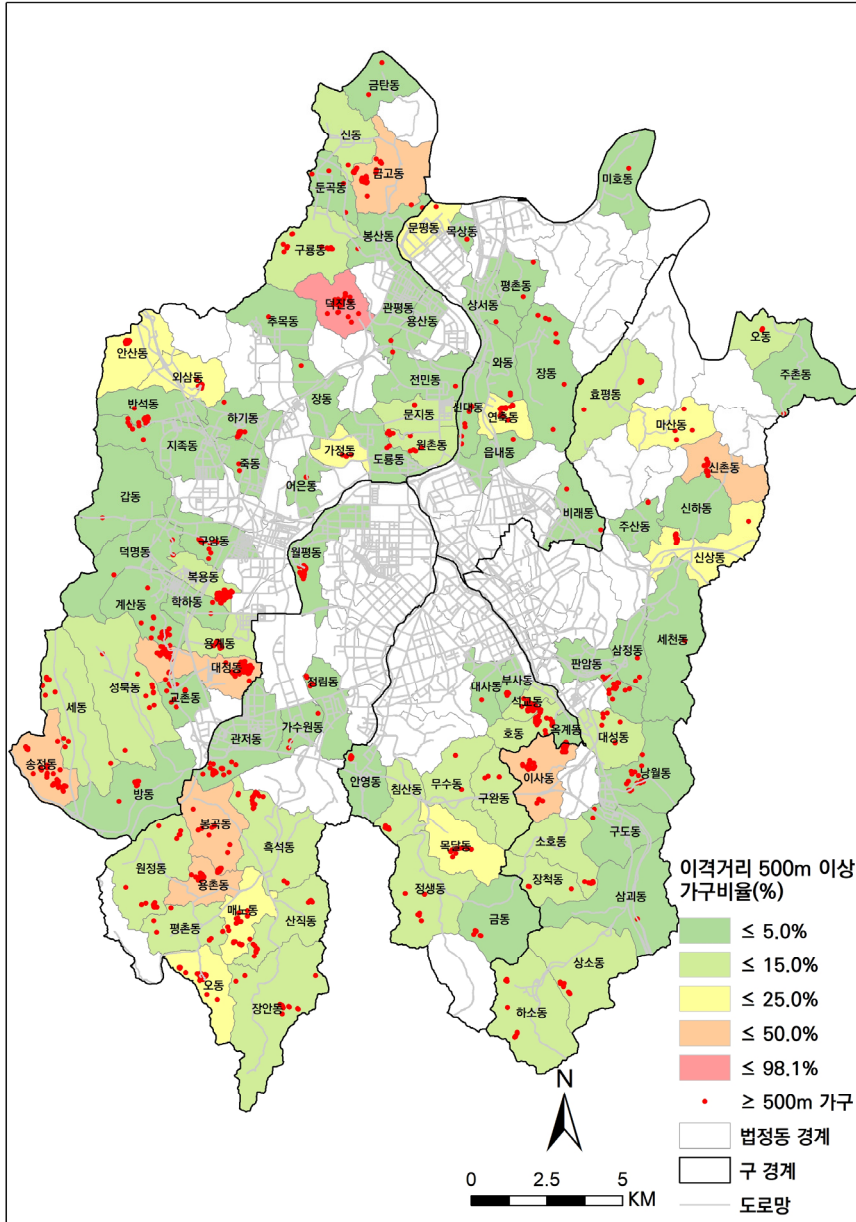 금탄동
신동
금고동
둔곡동
미호동
봉산동
문평동
목상동
구룡동
평촌동
덕진동
관평동
상서동
용산동
추목동
오동
안산동
외삼동
와동
주촌동
장동
전민동
효평동
반석동
하기동
장동
문지동
신대동
연축동
마산동
지족동
가정동
도룡동
원촌동
읍내동
죽동
신촌동
갑동
어은동
비래동
신하동
주산동
덕명동
구암동
월평동
신상동
복용동
계산동
학하동
용계동
세천동
삼정동
판암동
대정동
성북동
세동
교촌동
정립동
대사동
부사동
석교동
관저동
가수원동
호동
옥계동
대성동
송정동
방동
안영동
침산동
무수동
구완동
이사동
낭월동
봉곡동
흑석동
목달동
소호동
구도동
원정동
용촌동
장척동
매노동
산직동
정생동
금동
삼괴동
평촌동
오동
장안동
상소동
하소동
이격거리 500m 이상
가구비율(%)
≤ 5.0%
≤ 15.0%
≤ 25.0%
≤ 50.0%
≤ 98.1%
≥ 500m 가구
법정동 경계
구 경계
도로망
N
0 2.5 5
KM